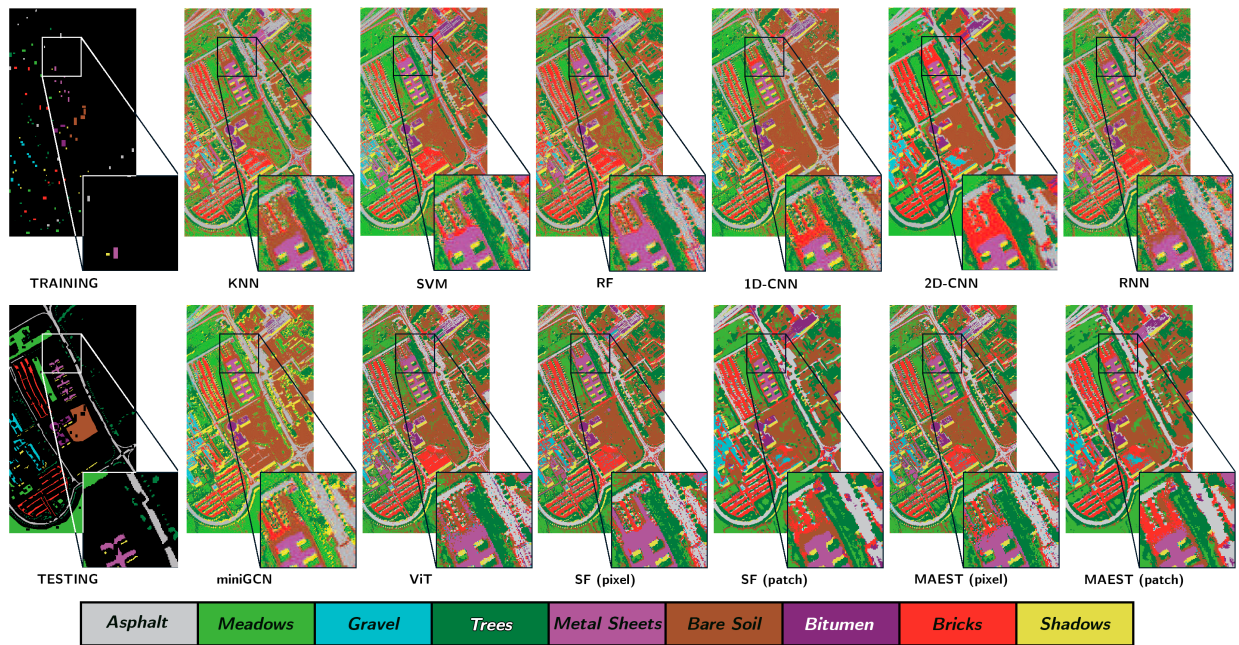 TRAINING
KNN
SVM
RF
1D-CNN
2D-CNN
RNN
TESTING
miniGCN
ViT
SF (pixel)
SF (patch)
MAEST (pixel)
MAEST (patch)
Asphalt
Meadows
Gravel
Trees
Metal Sheets
Bare Soil
Bitumen
Bricks
Shadows